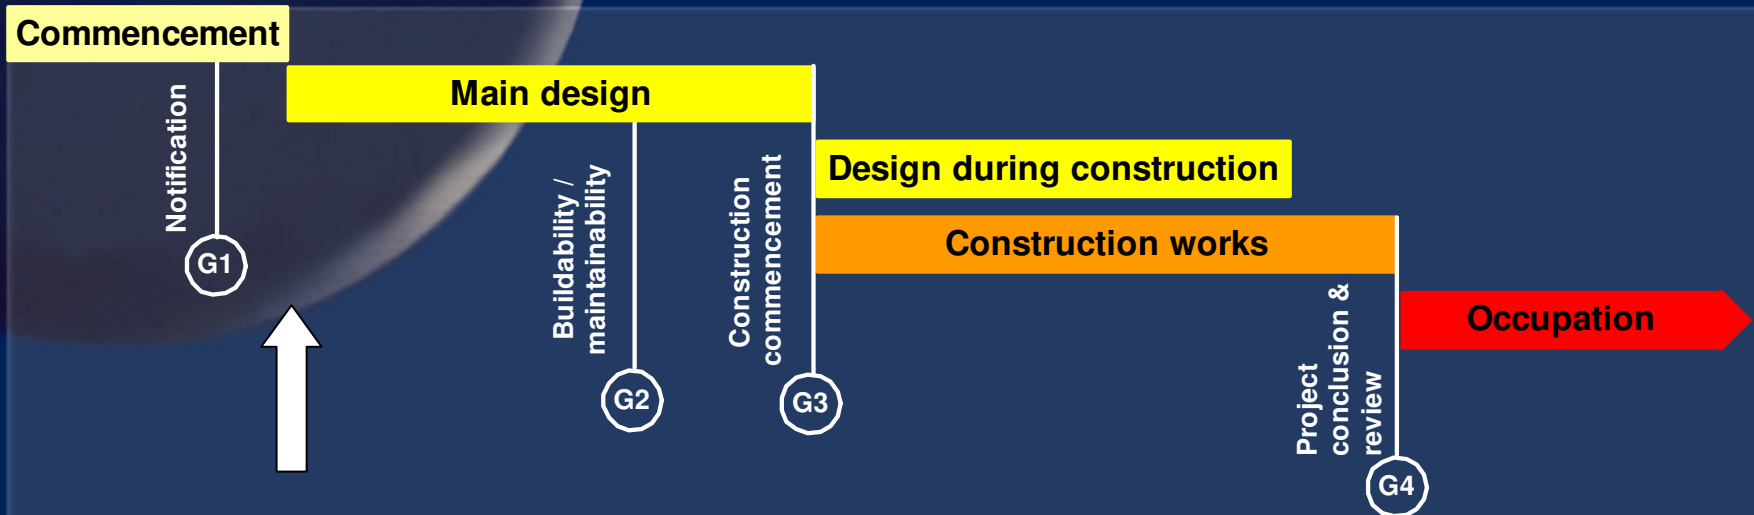 Commencement
Notification
G1
Main design
Buildability /
maintainability
G2
Construction
commencement
G3
Design during construction
Construction works
Project
conclusion &
review
G4
Occupation